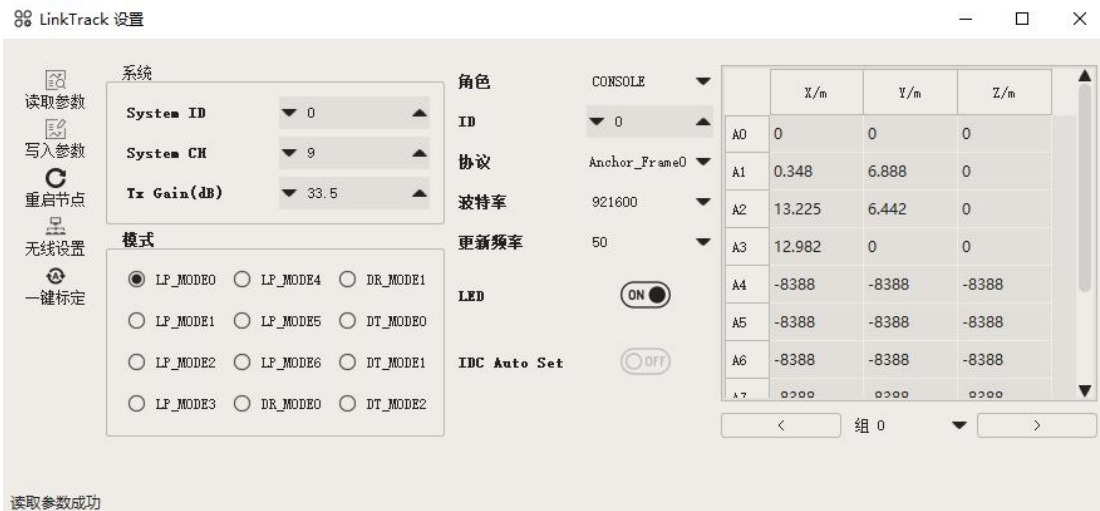 LinkTrack 设置
读取参数
写入参数
重启节点
无线设置
一键标定
系统
System ID 0
System CH 9
Tx Gain(dB) 33.5
模式
LP_MODE0 LP_MODE4 DR_MODE1
LP_MODE1 LP_MODE5 DT_MODE0
LP_MODE2 LP_MODE6 DT_MODE1
LP_MODE3 DR_MODE0 DT_MODE2
角色 CONSOLE
ID 0
协议 Anchor_Frame0
波特率 921600
更新频率 50
LED ON
IDC Auto Set OFF
X/m Y/m Z/m
A0 0 0 0
A1 0.348 6.888 0
A2 13.225 6.442 0
A3 12.982 0 0
A4 -8388 -8388 -8388
A5 -8388 -8388 -8388
A6 -8388 -8388 -8388
< 组 0 >
读取参数成功